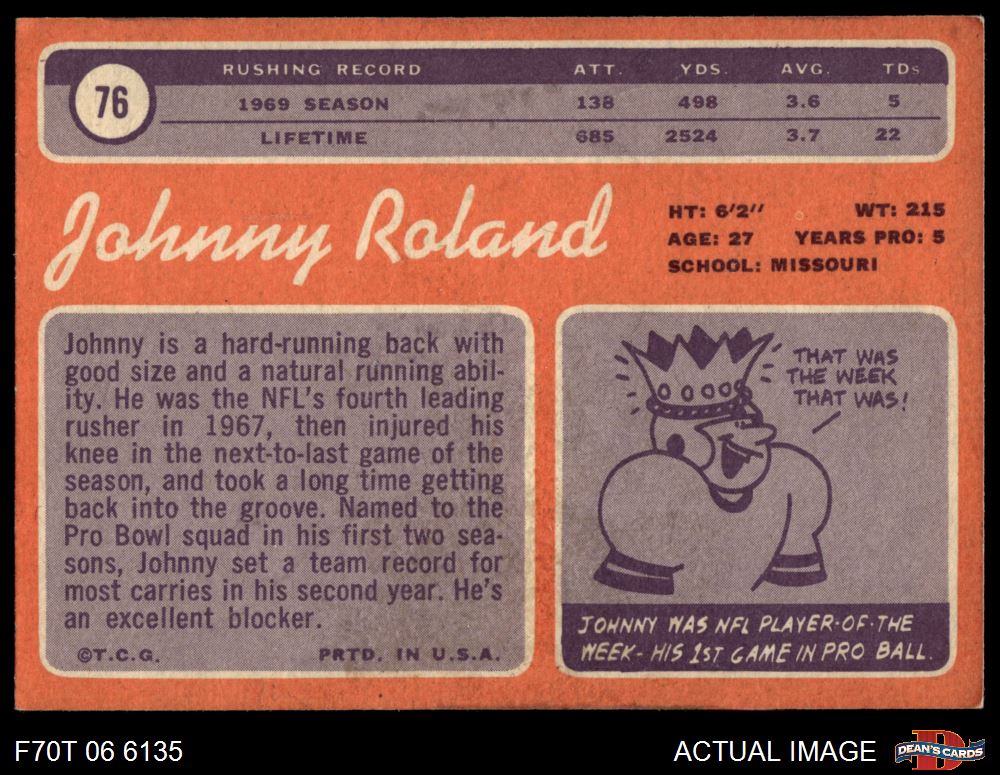 76
RUSHING RECORD ATT. YDS. AVG. TDs
1969 SEASON 138 498 3.6 5
LIFETIME 685 2524 3.7 22
Johnny Roland
HT: 6'2" WT: 215
AGE: 27 YEARS PRO: 5
SCHOOL: MISSOURI
Johnny is a hard-running back with
good size and a natural running abil-
ity. He was the NFL's fourth leading
rusher in 1967, then injured his
knee in the next-to-last game of the
season, and took a long time getting
back into the groove. Named to the
Pro Bowl squad in his first two sea-
sons, Johnny set a team record for
most carries in his second year. He's
an excellent blocker.
©T.C.G. PRTD. IN U.S.A.
THAT WAS
THE WEEK
THAT WAS!
JOHNNY WAS NFL PLAYER-OF-THE
WEEK- HIS 1ST GAME IN PRO BALL.
F70T 06 6135 ACTUAL IMAGE
D
DEAN'S CARDS